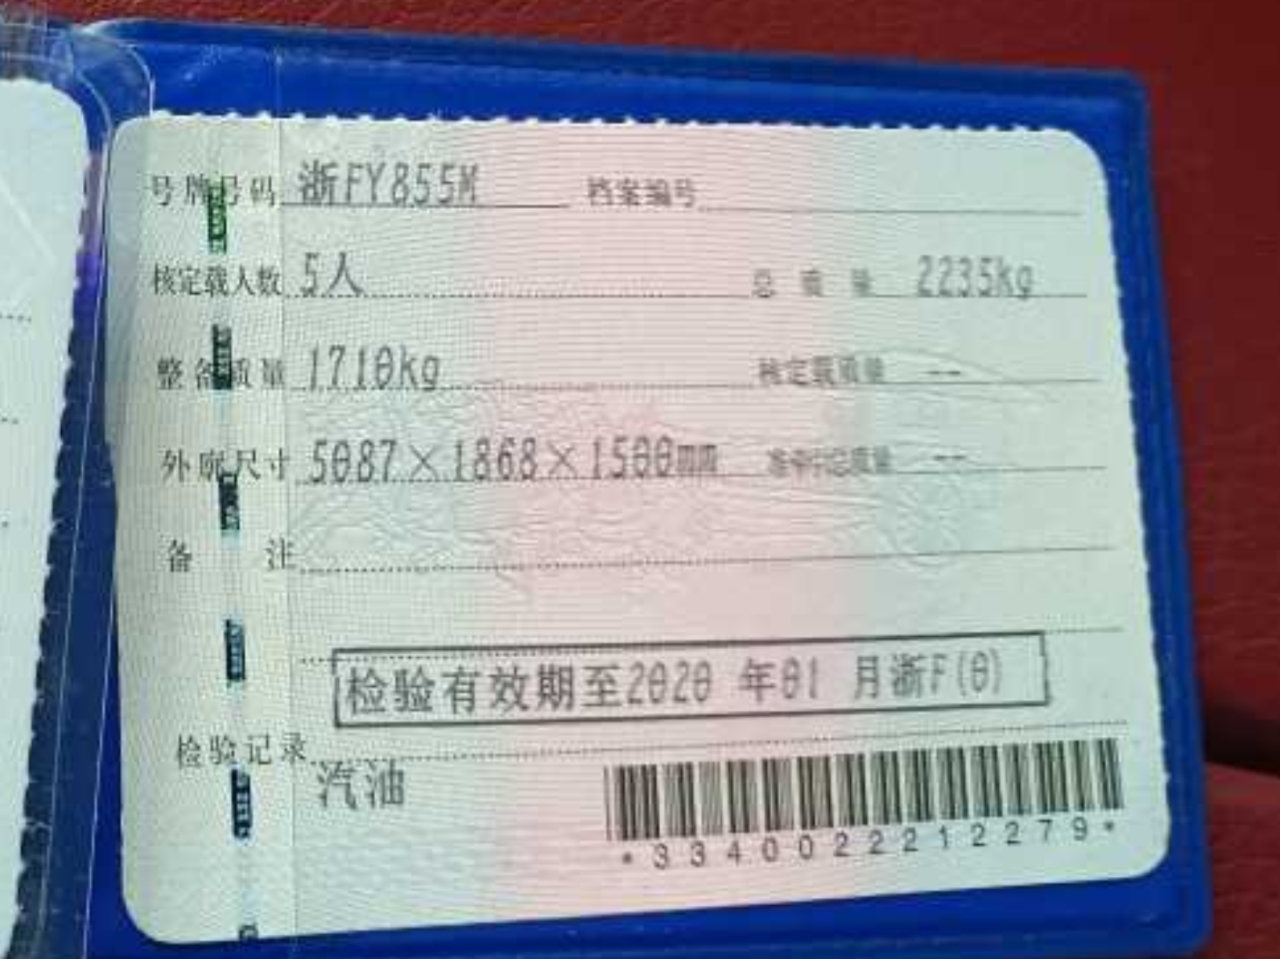 号牌号码 浙FY855M 档案编号
核定载人数 5人 总质量 2235kg
整备质量 1710kg 核定载质量 --
外廓尺寸 5087×1868×1500mm 准牵引总质量 --
备注
检验有效期至2020 年01 月浙F(0)
检验记录
汽油
*3340022212279*